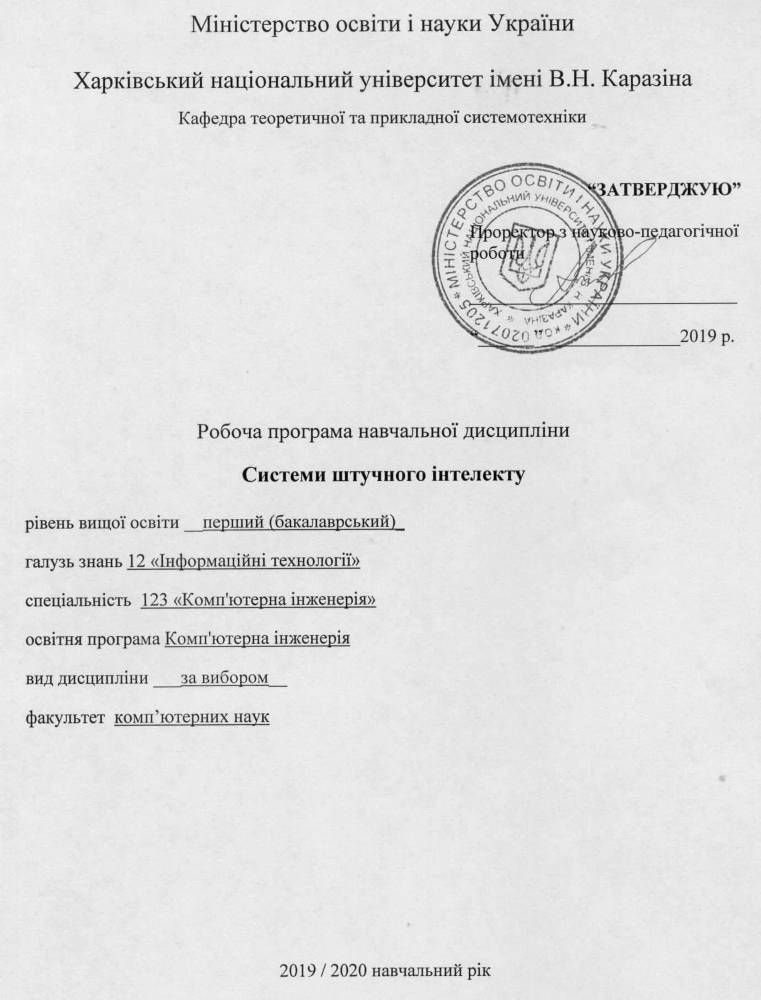 Міністерство освіти і науки України
Харківський національний університет імені В.Н. Каразіна
Кафедра теоретичної та прикладної системотехніки
“ЗАТВЕРДЖУЮ”
Проректор з науково-педагогічної
роботи
МІНІСТЕРСТВО ОСВІТИ І НАУКИ УКРАЇНИ * КОД 02071205 *
ХАРКІВСЬКИЙ НАЦІОНАЛЬНИЙ УНІВЕРСИТЕТ ІМЕНІ В. Н. КАРАЗІНА *
“______” _______________2019 р.
Робоча програма навчальної дисципліни
Системи штучного інтелекту
рівень вищої освіти __перший (бакалаврський)_
галузь знань 12 «Інформаційні технології»
спеціальність 123 «Комп'ютерна інженерія»
освітня програма Комп'ютерна інженерія
вид дисципліни ___за вибором__
факультет комп’ютерних наук
2019 / 2020 навчальний рік